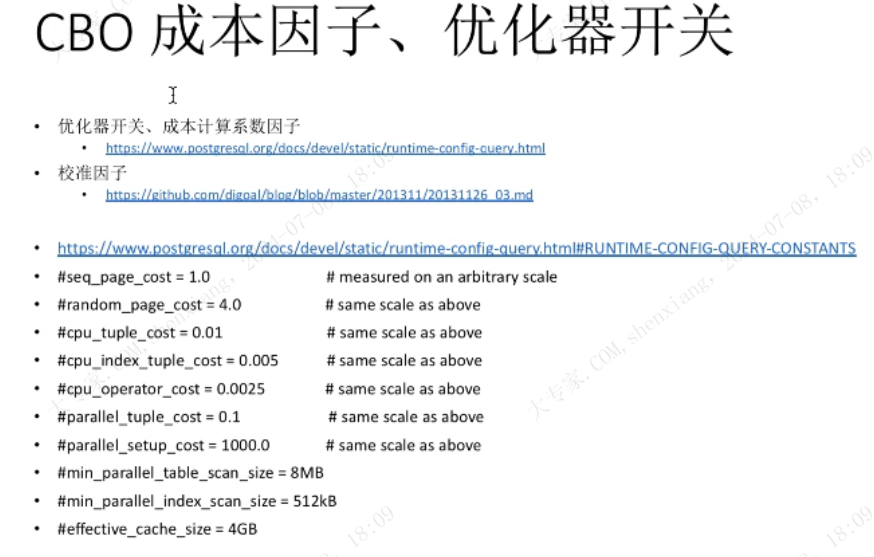 CBO 成本因子、优化器开关
• 优化器开关、成本计算系数因子
• https://www.postgresql.org/docs/devel/static/runtime-config-query.html
• 校准因子
• https://github.com/digoal/blog/blob/master/201311/20131126_03.md
• https://www.postgresql.org/docs/devel/static/runtime-config-query.html#RUNTIME-CONFIG-QUERY-CONSTANTS
• #seq_page_cost = 1.0 # measured on an arbitrary scale
• #random_page_cost = 4.0 # same scale as above
• #cpu_tuple_cost = 0.01 # same scale as above
• #cpu_index_tuple_cost = 0.005 # same scale as above
• #cpu_operator_cost = 0.0025 # same scale as above
• #parallel_tuple_cost = 0.1 # same scale as above
• #parallel_setup_cost = 1000.0 # same scale as above
• #min_parallel_table_scan_size = 8MB
• #min_parallel_index_scan_size = 512kB
• #effective_cache_size = 4GB
大专家.COM, shenxiang, 2024-07-08, 18:09